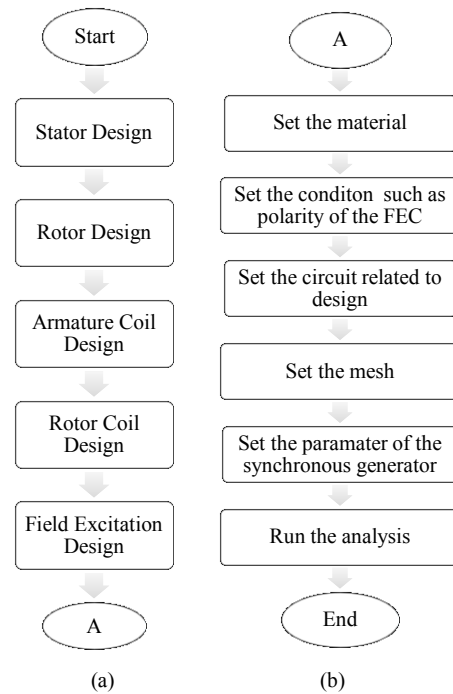 Start
Stator Design
Rotor Design
Armature Coil
Design
Rotor Coil
Design
Field Excitation
Design
A
(a)
A
Set the material
Set the conditon such as
polarity of the FEC
Set the circuit related to
design
Set the mesh
Set the paramater of the
synchronous generator
Run the analysis
End
(b)